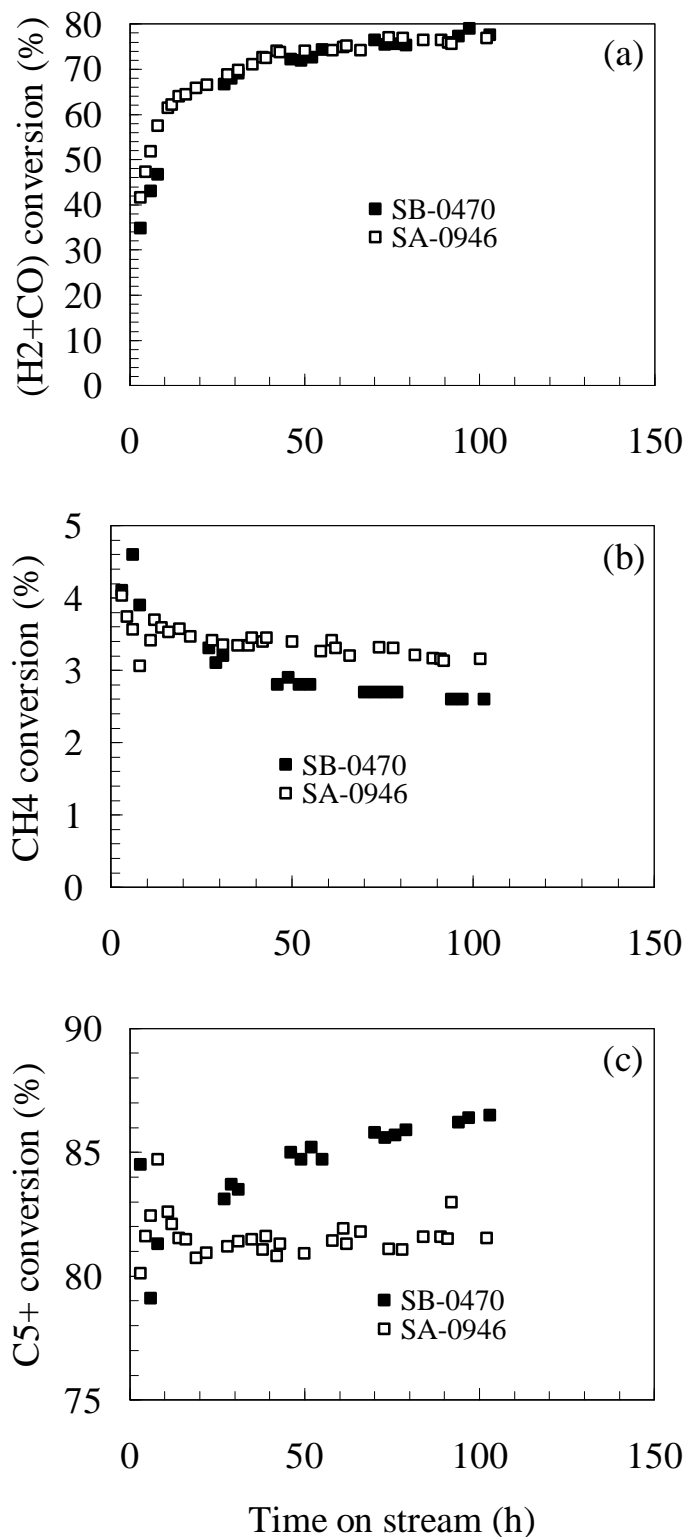 80
(a)
70
60
50
40
SB-0470
SA-0946
30
20
10
0
(H2+CO) conversion (%)
0 50 100 150
5
(b)
4
3
2
SB-0470
SA-0946
1
0
CH4 conversion (%)
0 50 100 150
90
(c)
85
80
SB-0470
SA-0946
75
C5+ conversion (%)
0 50 100 150
Time on stream (h)